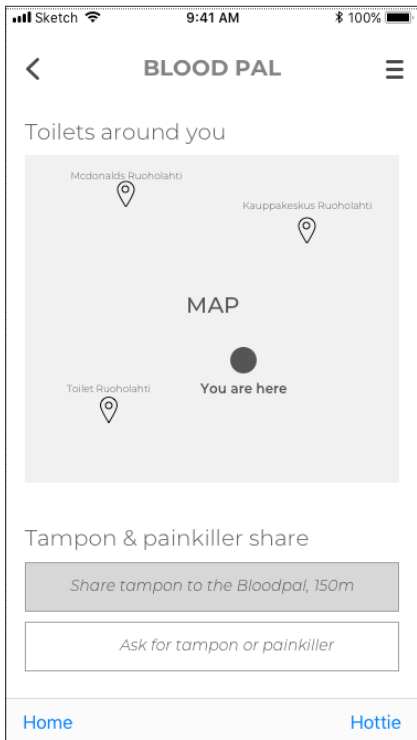 Sketch 9:41 AM 100%
BLOOD PAL
Toilets around you
Mcdonalds Ruoholahti
Kauppakeskus Ruoholahti
MAP
Toilet Ruoholahti
You are here
Tampon & painkiller share
Share tampon to the Bloodpal, 150m
Ask for tampon or painkiller
Home Hottie